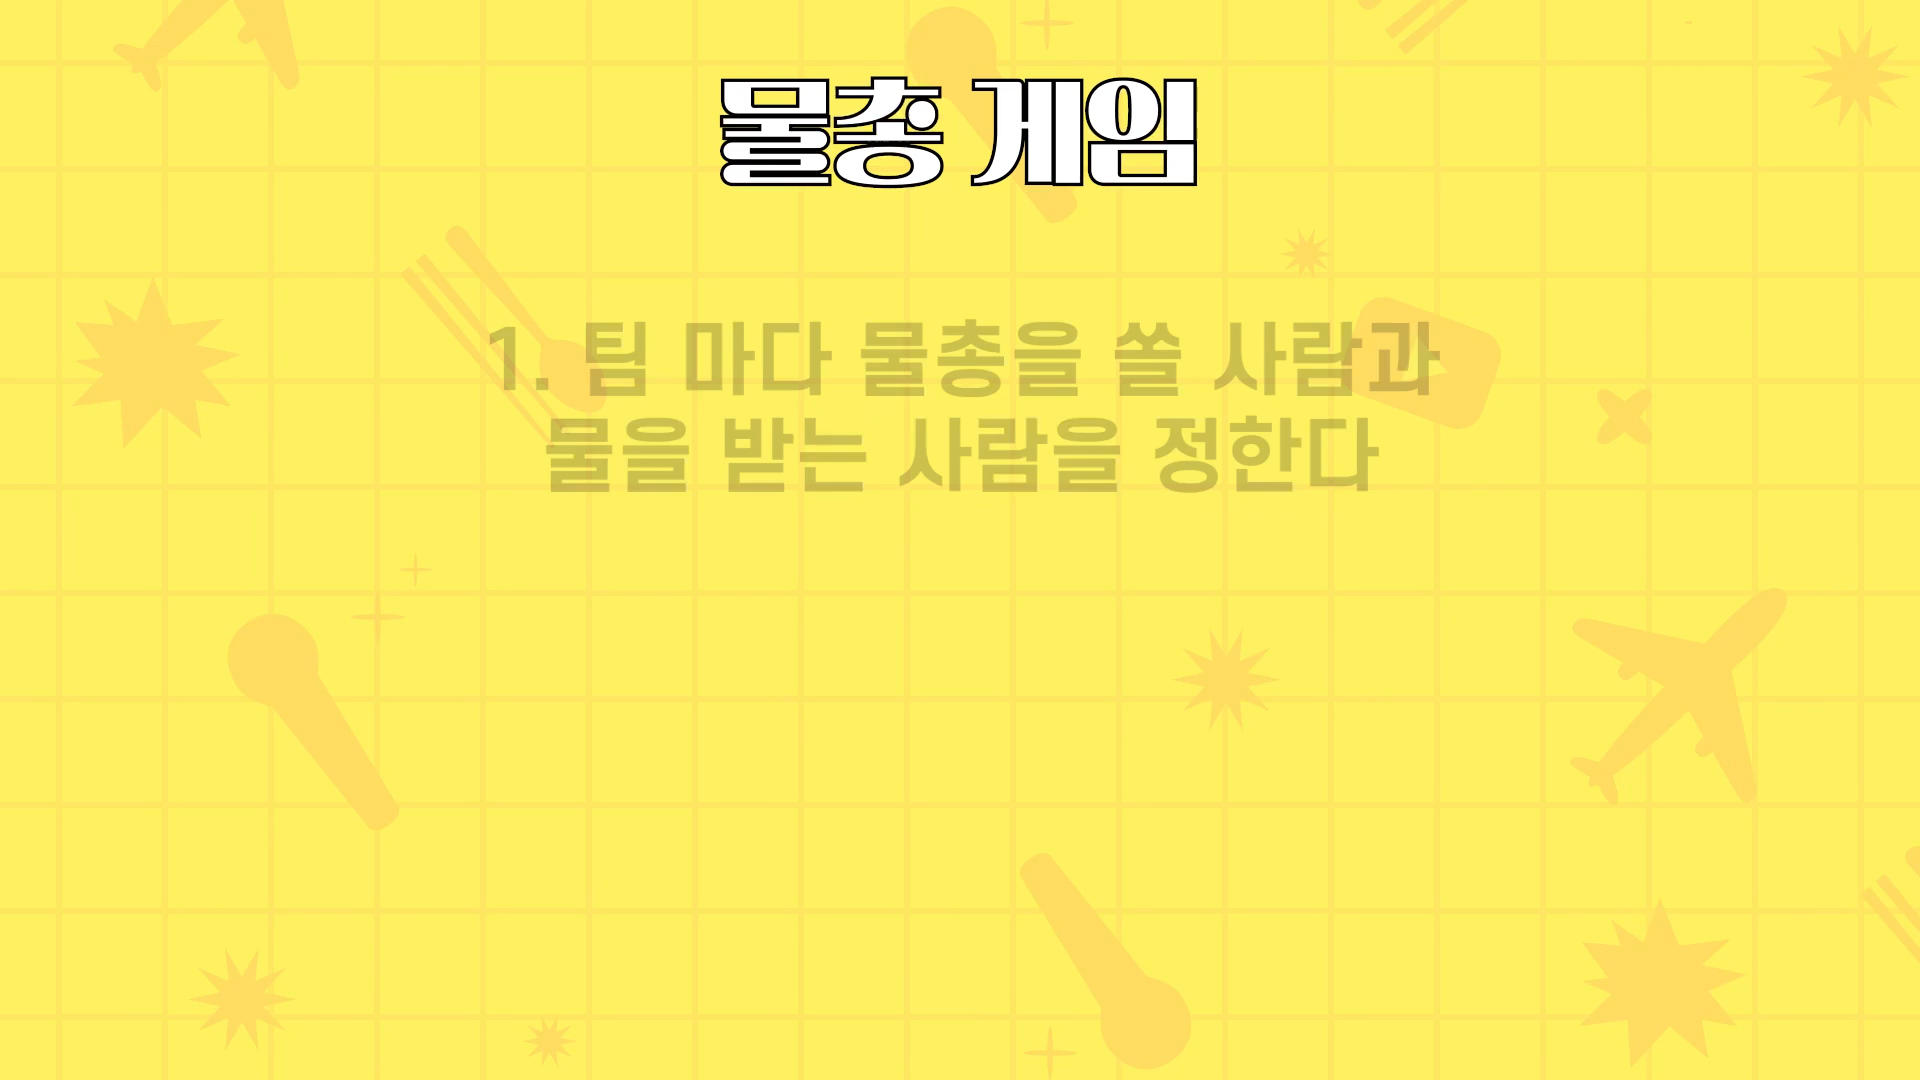 물총 게임
1. 팀 마다 물총을 쏠 사람과
물을 받는 사람을 정한다